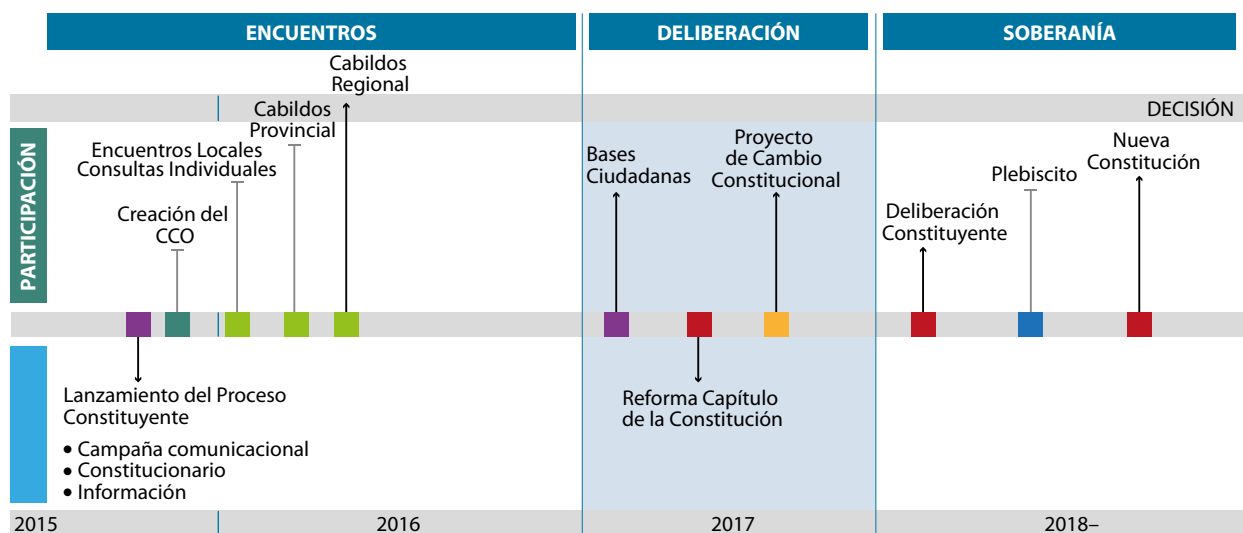 ENCUENTROS
DELIBERACIÓN
SOBERANÍA
DECISIÓN
PARTICIPACIÓN
Cabildos
Regional
Cabildos
Provincial
Encuentros Locales
Consultas Individuales
Creación del
CCO
Bases
Ciudadanas
Proyecto
de Cambio
Constitucional
Nueva
Constitución
Plebiscito
Deliberación
Constituyente
Lanzamiento del Proceso
Constituyente
• Campaña comunicacional
• Constitucionario
• Información
Reforma Capítulo
de la Constitución
2015
2016
2017
2018–